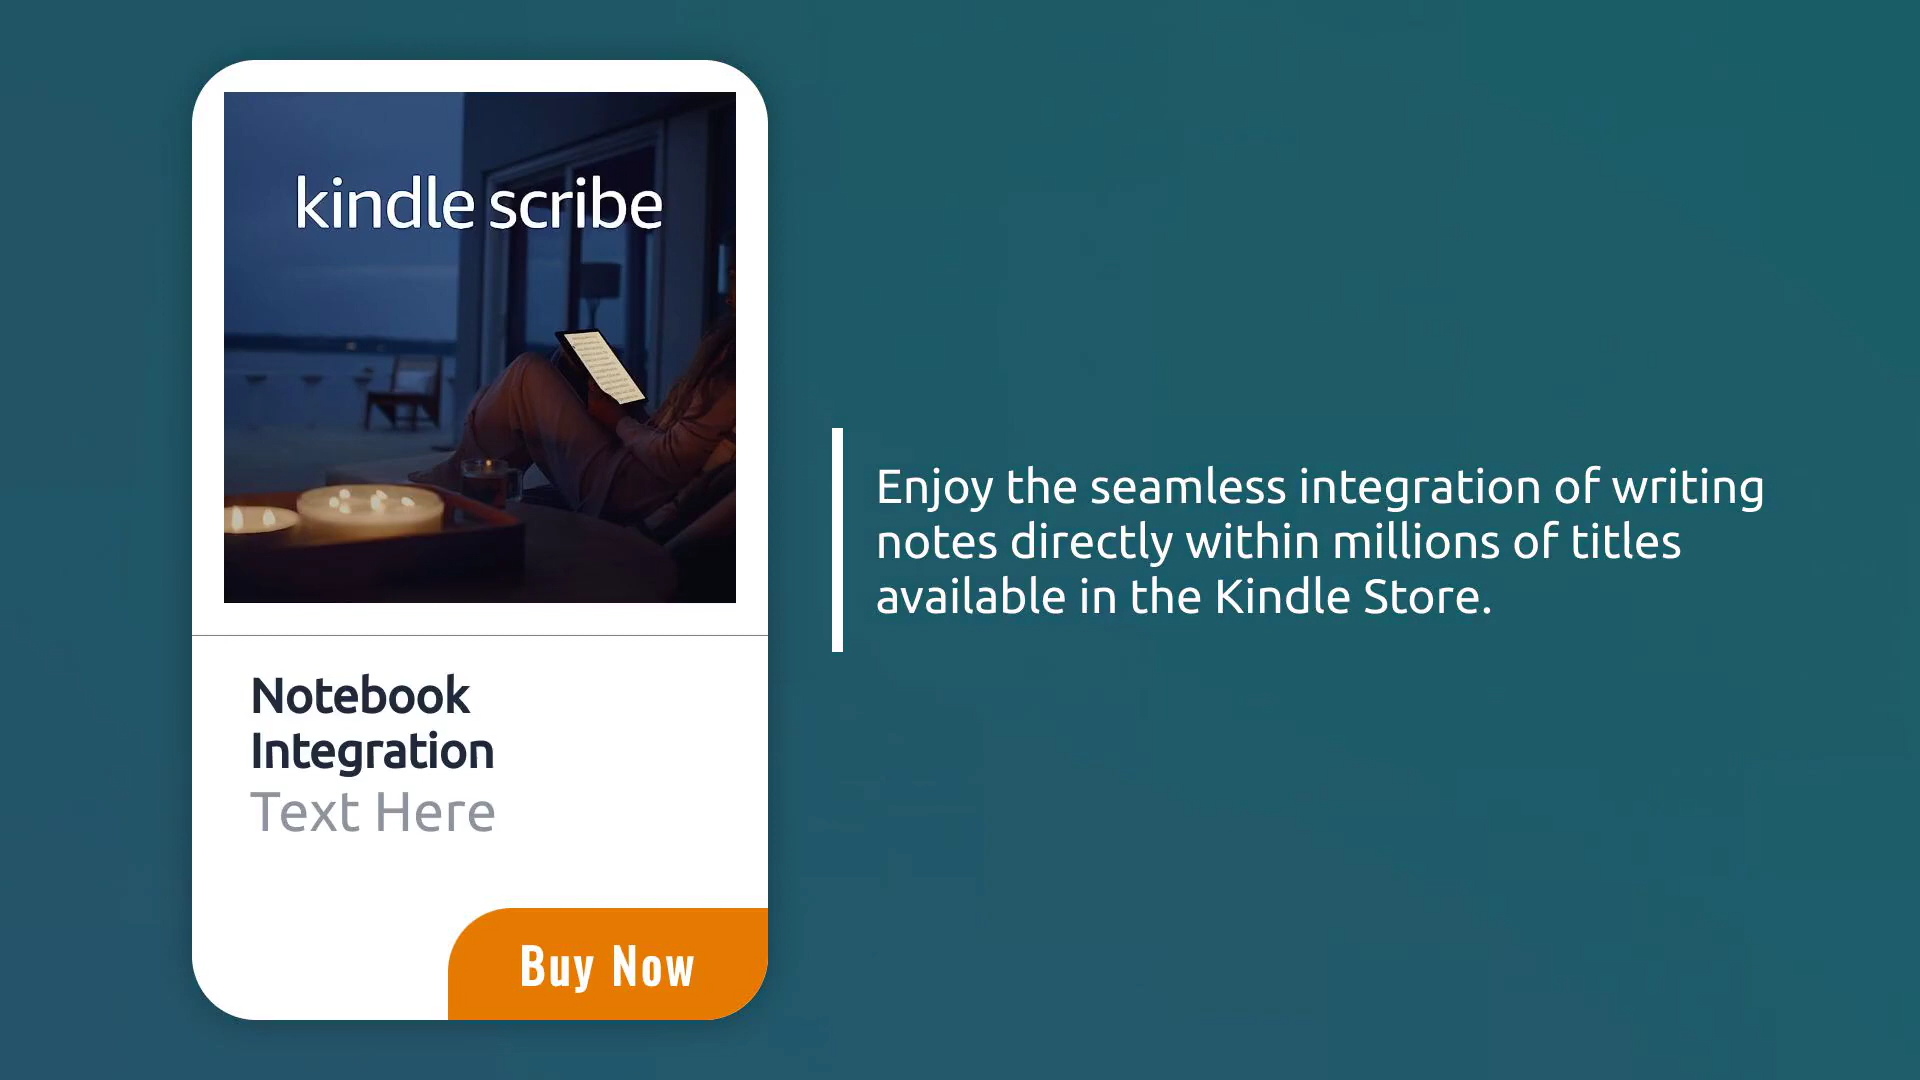 kindle scribe
Enjoy the seamless integration of writing
notes directly within millions of titles
available in the Kindle Store.
Notebook
Integration
Text Here
Buy Now